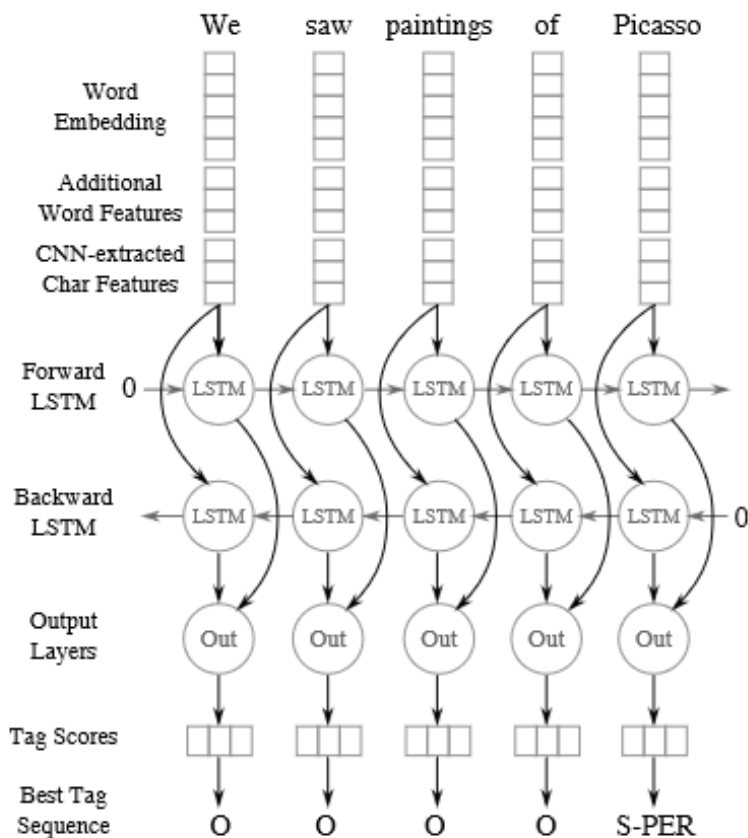 We saw paintings of Picasso
Word
Embedding
Additional
Word Features
CNN-extracted
Char Features
Forward
LSTM
0 LSTM LSTM LSTM LSTM LSTM
Backward
LSTM
LSTM LSTM LSTM LSTM LSTM 0
Output
Layers
Out Out Out Out Out
Tag Scores
Best Tag
Sequence
O O O O S-PER